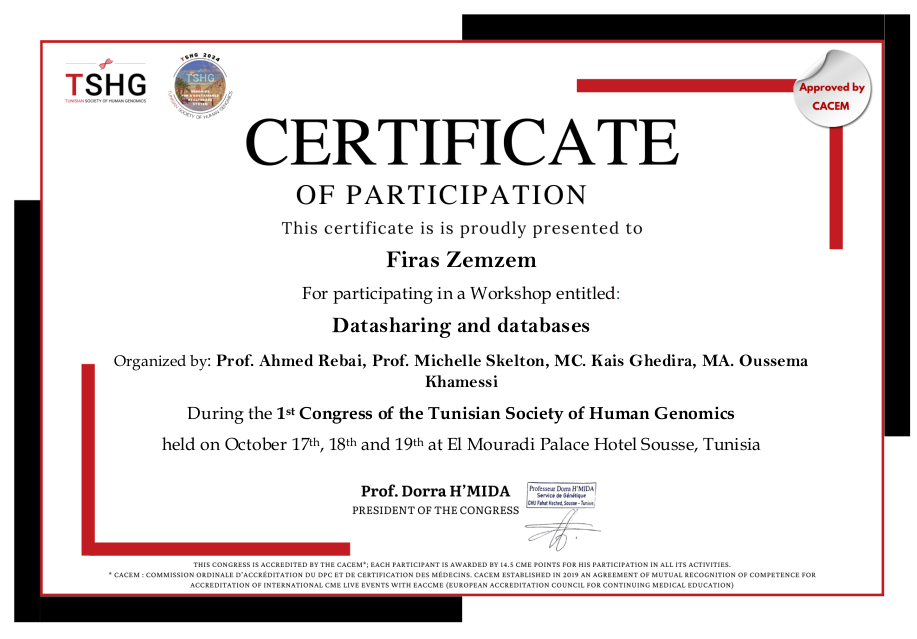 TSHG
TUNISIAN SOCIETY OF HUMAN GENOMICS
TSHG 2024
TSHG
TUNISIAN SOCIETY OF HUMAN GENOMICS
Approved by
CACEM
CERTIFICATE
OF PARTICIPATION
This certificate is is proudly presented to
Firas Zemzem
For participating in a Workshop entitled:
Datasharing and databases
Organized by: Prof. Ahmed Rebai, Prof. Michelle Skelton, MC. Kais Ghedira, MA. Oussema
Khamessi
During the 1st Congress of the Tunisian Society of Human Genomics
held on October 17th, 18th and 19th at El Mouradi Palace Hotel Sousse, Tunisia
Prof. Dorra H'MIDA
PRESIDENT OF THE CONGRESS
Professeur Dorra H'MIDA
Service de Génétique
CHU Fahat Hached, Sousse - Tunisie.
THIS CONGRESS IS ACCREDITED BY THE CACEM*; EACH PARTICIPANT IS AWARDED BY 14.5 CME POINTS FOR HIS PARTICIPATION IN ALL ITS ACTIVITIES.
* CACEM : COMMISSION ORDINALE D'ACCRÉDITATION DU DPC ET DE CERTIFICATION DES MÉDECINS. CACEM ESTABLISHED IN 2019 AN AGREEMENT OF MUTUAL RECOGNITION OF COMPETENCE FOR
ACCREDITATION OF INTERNATIONAL CME LIVE EVENTS WITH EACCME (EUROPEAN ACCREDITATION COUNCIL FOR CONTINUING MEDICAL EDUCATION)